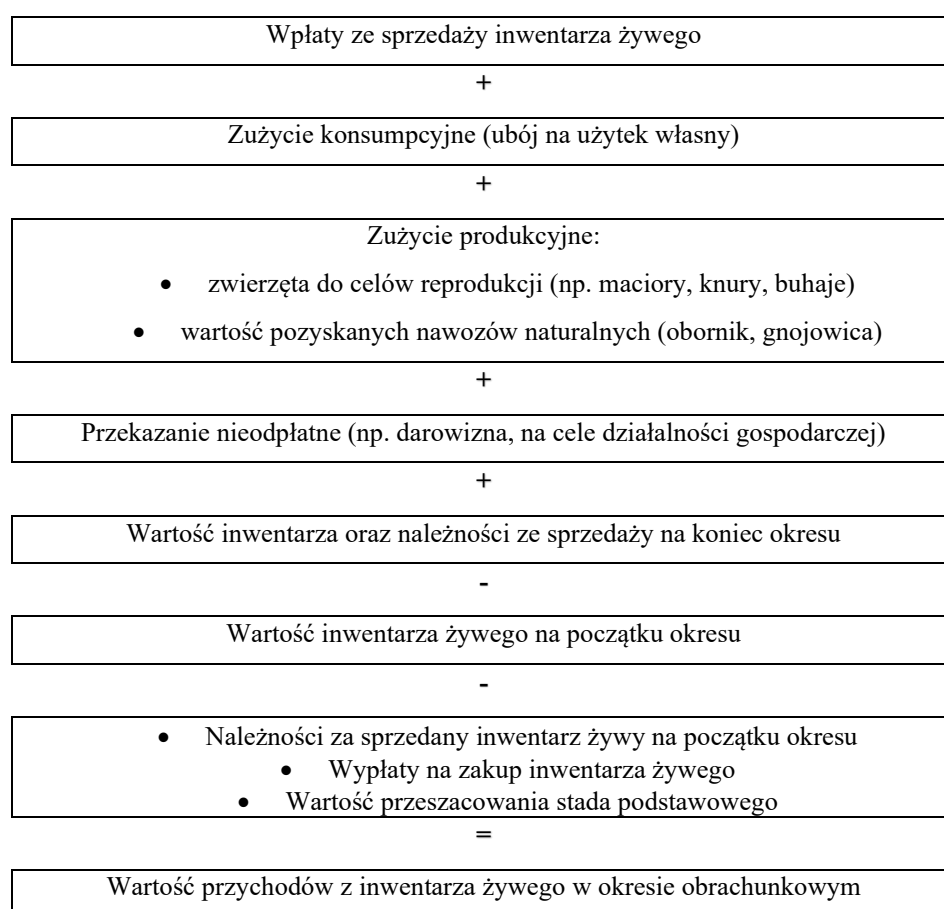 Wpłaty ze sprzedaży inwentarza żywego
+
Zużycie konsumpcyjne (ubój na użytek własny)
+
Zużycie produkcyjne:
• zwierzęta do celów reprodukcji (np. maciory, knury, buhaje)
• wartość pozyskanych nawozów naturalnych (obornik, gnojowica)
+
Przekazanie nieodpłatne (np. darowizna, na cele działalności gospodarczej)
+
Wartość inwentarza oraz należności ze sprzedaży na koniec okresu
-
Wartość inwentarza żywego na początku okresu
-
• Należności za sprzedany inwentarz żywy na początku okresu
• Wypłaty na zakup inwentarza żywego
• Wartość przeszacowania stada podstawowego
=
Wartość przychodów z inwentarza żywego w okresie obrachunkowym